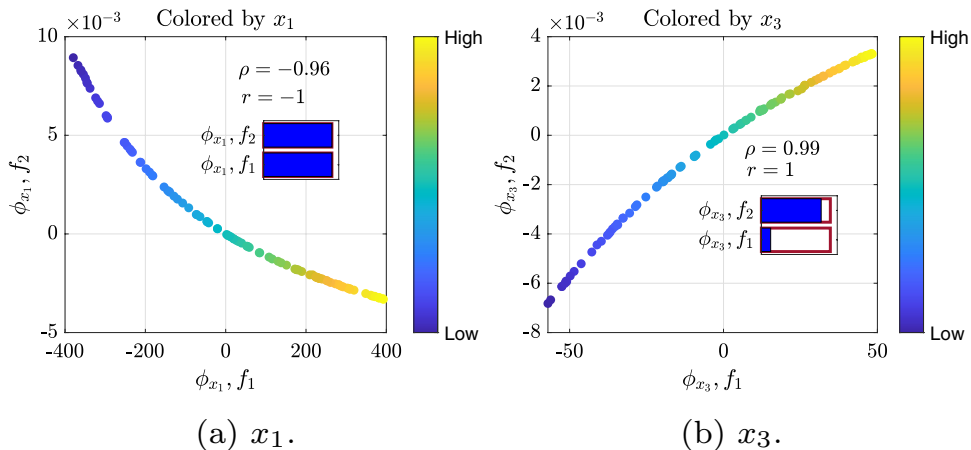 ×10⁻³
Colored by x₁
10
5
0
-5
ϕₓ₁, f₂
ρ = −0.96
r = −1
ϕₓ₁, f₂
ϕₓ₁, f₁
-400
-200
0
200
400
ϕₓ₁, f₁
High
Low
(a) x₁.
×10⁻³
Colored by x₃
4
2
0
-2
-4
-6
-8
ϕₓ₃, f₂
ρ = 0.99
r = 1
ϕₓ₃, f₂
ϕₓ₃, f₁
-50
0
50
ϕₓ₃, f₁
High
Low
(b) x₃.